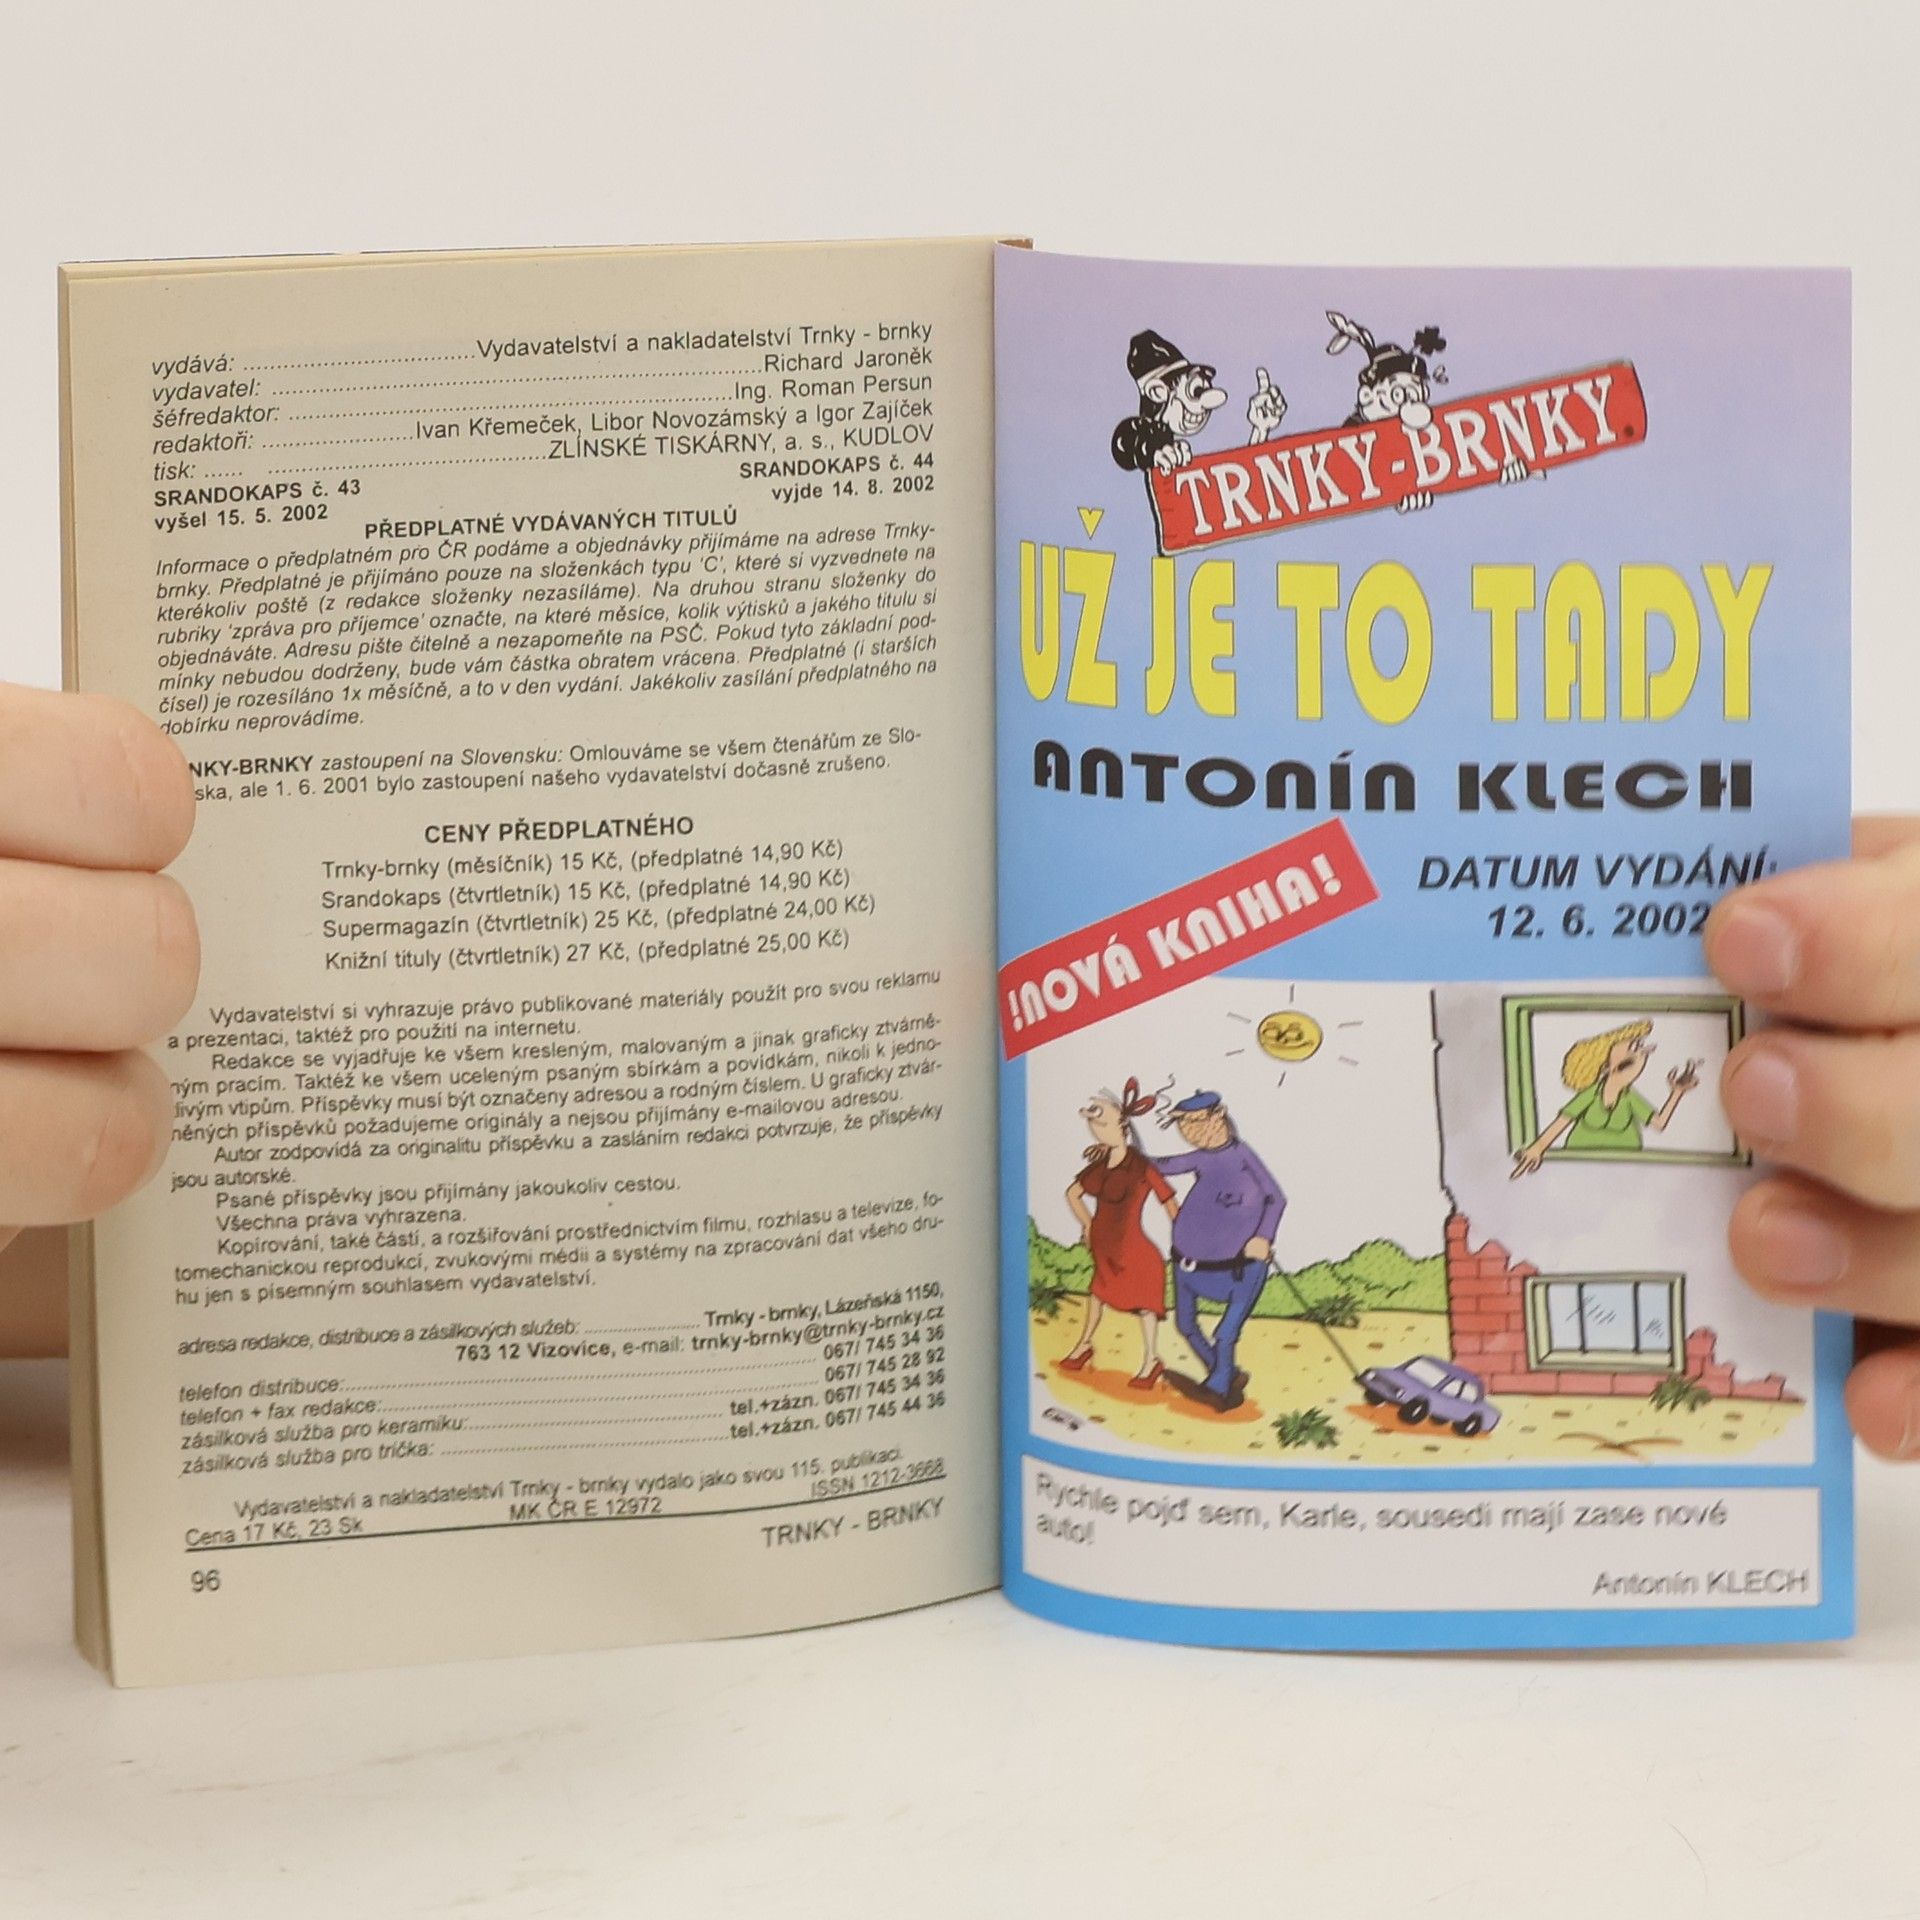 vydává: ..................................Vydavatelství a nakladatelství Trnky - brnky
vydavatel: ........................................................................Richard Jaroněk
šéfredaktor: ................................................................Ing. Roman Persun
redaktoři: ......................Ivan Křemeček, Libor Novozámský a Igor Zajíček
tisk: ...... ........................................ZLÍNSKÉ TISKÁRNY, a. s., KUDLOV
SRANDOKAPS č. 43 SRANDOKAPS č. 44
vyšel 15. 5. 2002 vyjde 14. 8. 2002
PŘEDPLATNÉ VYDÁVANÝCH TITULŮ
Informace o předplatném pro ČR podáme a objednávky přijímáme na adrese Trnky-
brnky. Předplatné je přijímáno pouze na složenkách typu 'C', které si vyzvednete na
kterékoliv poště (z redakce složenky nezasíláme). Na druhou stranu složenky do
rubriky 'zpráva pro příjemce' označte, na které měsíce, kolik výtisků a jakého titulu si
objednáváte. Adresu pište čitelně a nezapomeňte na PSČ. Pokud tyto základní pod-
mínky nebudou dodrženy, bude vám částka obratem vrácena. Předplatné (i starších
čísel) je rozesíláno 1x měsíčně, a to v den vydání. Jakékoliv zasílání předplatného na
dobírku neprovádíme.
NKY-BRNKY zastoupení na Slovensku: Omlouváme se všem čtenářům ze Slo-
ska, ale 1. 6. 2001 bylo zastoupení našeho vydavatelství dočasně zrušeno.
CENY PŘEDPLATNÉHO
Trnky-brnky (měsíčník) 15 Kč, (předplatné 14,90 Kč)
Srandokaps (čtvrtletník) 15 Kč, (předplatné 14,90 Kč)
Supermagazín (čtvrtletník) 25 Kč, (předplatné 24,00 Kč)
Knižní tituly (čtvrtletník) 27 Kč, (předplatné 25,00 Kč)
Vydavatelství si vyhrazuje právo publikované materiály použít pro svou reklamu
a prezentaci, taktéž pro použití na internetu.
Redakce se vyjadřuje ke všem kresleným, malovaným a jinak graficky ztvárně-
ným pracím. Taktéž ke všem uceleným psaným sbírkám a povídkám, nikoli k jedno-
tlivým vtipům. Příspěvky musí být označeny adresou a rodným číslem. U graficky ztvár-
něných příspěvků požadujeme originály a nejsou přijímány e-mailovou adresou.
Autor zodpovídá za originalitu příspěvku a zasláním redakci potvrzuje, že příspěvky
jsou autorské.
Psané příspěvky jsou přijímány jakoukoliv cestou.
Všechna práva vyhrazena.
Kopírování, také částí, a rozšiřování prostřednictvím filmu, rozhlasu a televize, fo-
tomechanickou reprodukcí, zvukovými médii a systémy na zpracování dat všeho dru-
hu jen s písemným souhlasem vydavatelství.
adresa redakce, distribuce a zásilkových služeb: ........................ Trnky - brnky, Lázeňská 1150,
763 12 Vizovice, e-mail: trnky-brnky@trnky-brnky.cz
telefon distribuce:.......................................................................... 067/ 745 34 36
telefon + fax redakce:..................................................................... 067/ 745 28 92
zásilková služba pro keramiku:.................................................. tel.+zázn. 067/ 745 34 36
zásilková služba pro trička: .......................................................tel.+zázn. 067/ 745 44 36
Vydavatelství a nakladatelství Trnky - brnky vydalo jako svou 115. publikaci.
Cena 17 Kč, 23 Sk MK ČR E 12972 ISSN 1212-3668
TRNKY - BRNKY
96
TRNKY-BRNKY
UŽ JE TO TADY
ANTONÍN KLECH
DATUM VYDÁNÍ:
12. 6. 2002
!NOVÁ KNIHA!
Rychle pojď sem, Karle, sousedi mají zase nové
auto!
Antonín KLECH